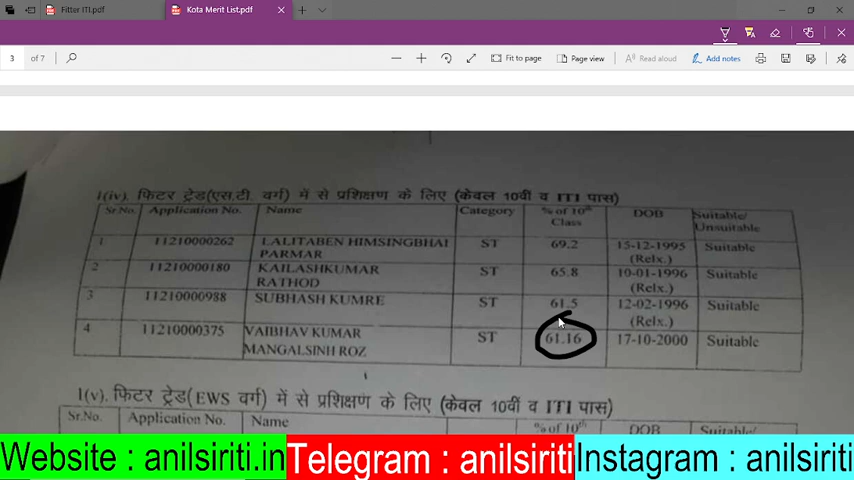 Fitter ITI.pdf
Kota Merit List.pdf
3 of 7
Fit to page
Page view
Read aloud
Add notes
I(iv). फिटर ट्रेड(एस.टी. वर्ग) में से प्रशिक्षण के लिए (केवल 10वीं व ITI पास)
Sr.No. Application No. Name Category % of 10th Class DOB Suitable/ Unsuitable
1 11210000262 LALITABEN HIMSINGBHAI PARMAR ST 69.2 15-12-1995 (Relx.) Suitable
2 11210000180 KAILASHKUMAR RATHOD ST 65.8 10-01-1996 (Relx.) Suitable
3 11210000988 SUBHASH KUMRE ST 61.5 12-02-1996 (Relx.) Suitable
4 11210000375 VAIBHAV KUMAR MANGALSINH ROZ ST 61.16 17-10-2000 Suitable
I(v). फिटर ट्रेड(EWS वर्ग) में से प्रशिक्षण के लिए (केवल 10वीं व ITI पास)
Sr.No. Application No. Name % of 10th DOB Suitable/
Website : anilsiriti.in
Telegram : anilsiriti
Instagram : anilsiriti